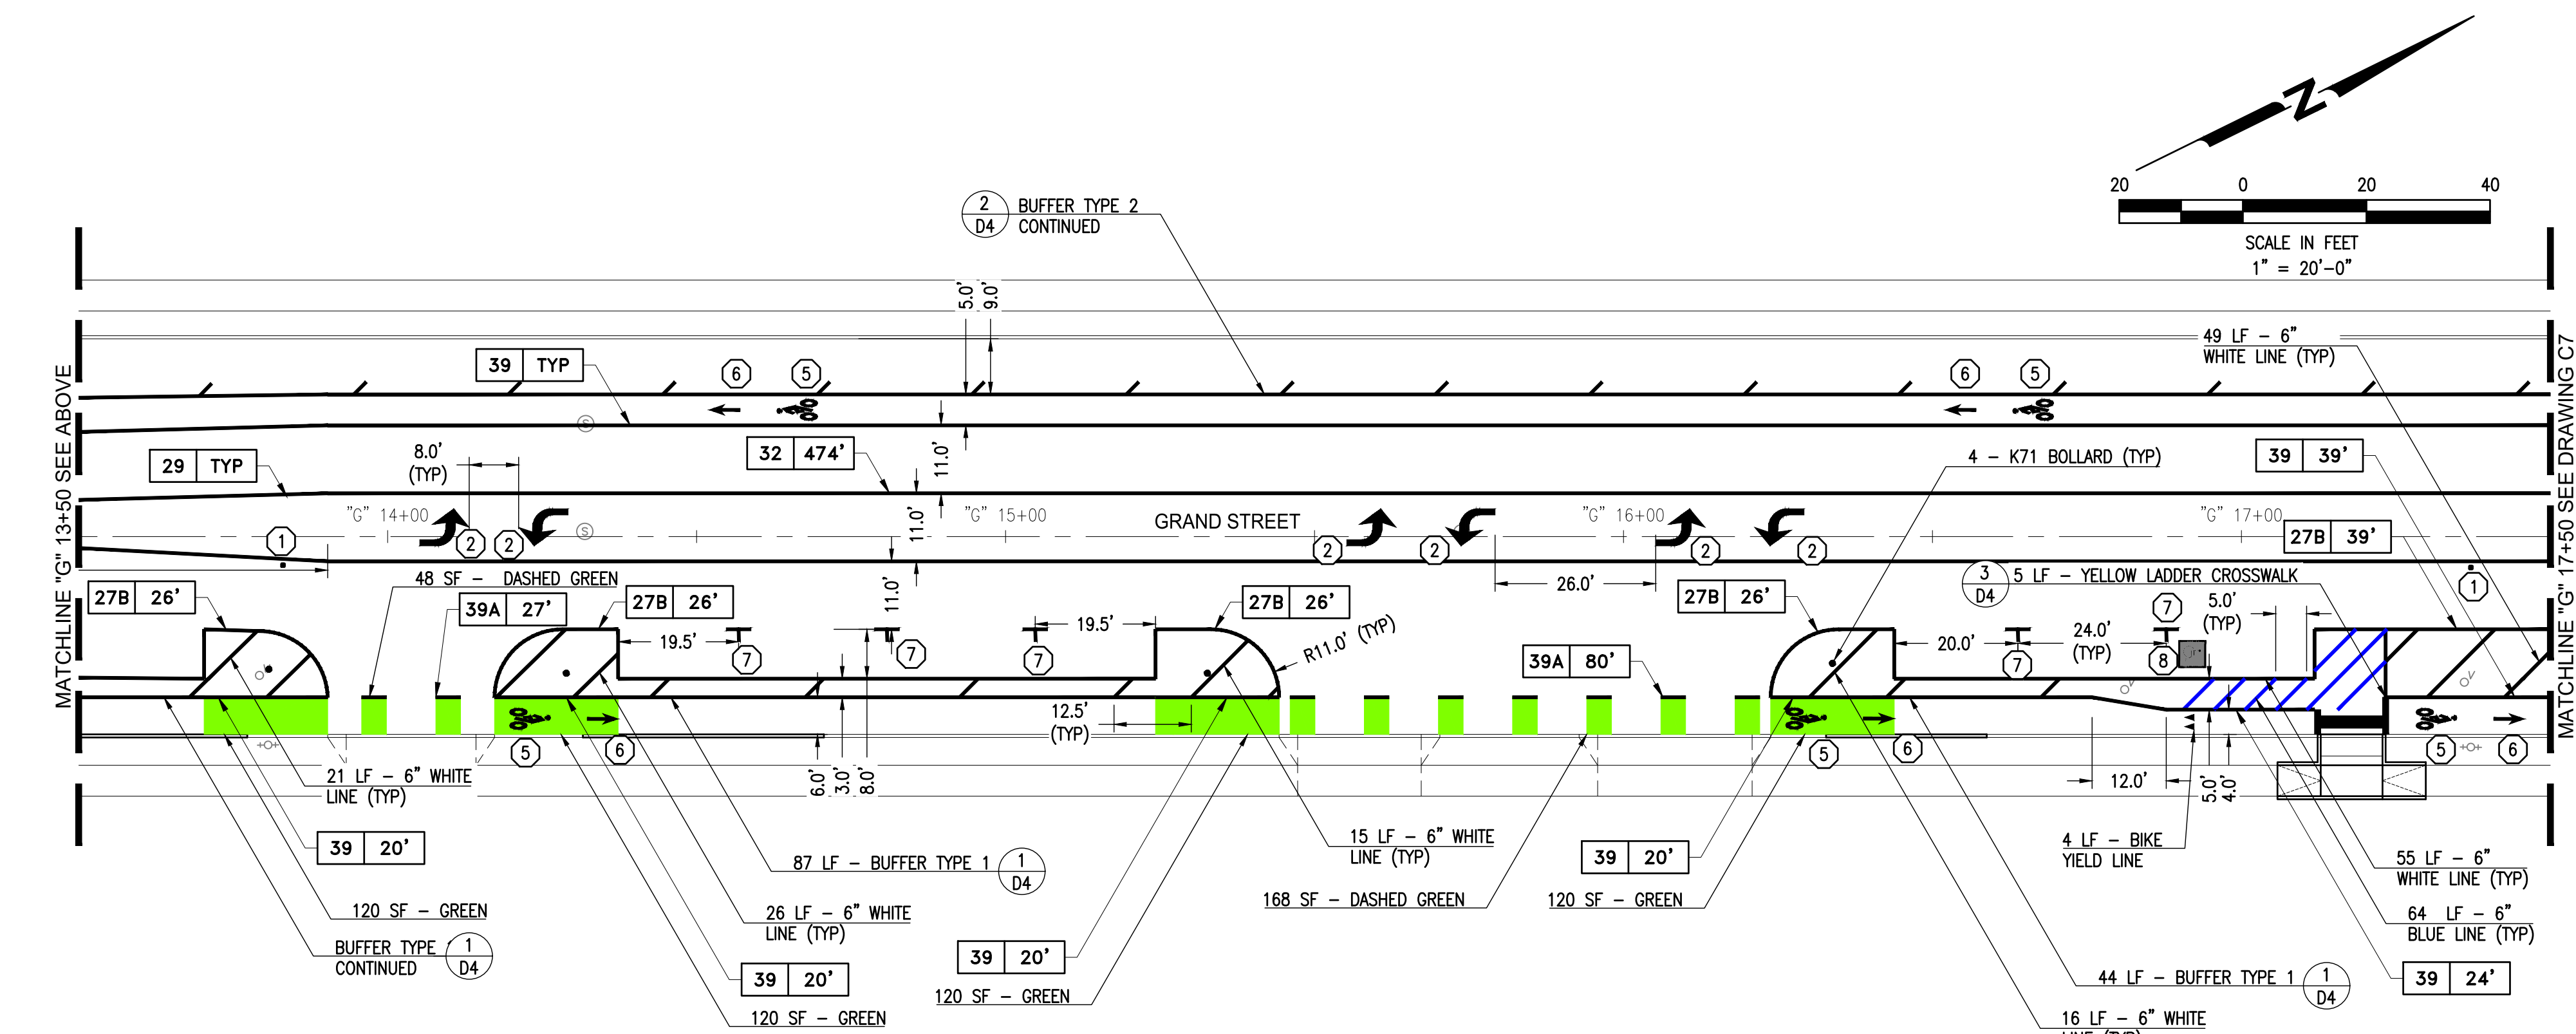 N
20 0 20 40
SCALE IN FEET
1" = 20'-0"
2
D4
BUFFER TYPE 2
CONTINUED
5.0'
9.0'
49 LF - 6"
WHITE LINE (TYP)
MATCHLINE "G" 13+50 SEE ABOVE
MATCHLINE "G" 17+50 SEE DRAWING C7
39 TYP
6 5
6 5
29 TYP
8.0'
(TYP)
32 474'
11.0'
4 - K71 BOLLARD (TYP)
39 39'
S
"G" 14+00
"G" 15+00
GRAND STREET
"G" 16+00
"G" 17+00
1
2 2
S
11.0'
2 2
2 2
27B 39'
26.0'
3
D4
5 LF - YELLOW LADDER CROSSWALK
1
27B 26'
48 SF - DASHED GREEN
39A 27'
27B 26'
11.0'
27B 26'
27B 26'
7
5.0'
(TYP)
19.5'
7
7
7
19.5'
R11.0' (TYP)
39A 80'
20.0'
7
24.0'
(TYP)
8
V
V
V
12.5'
(TYP)
5 6
5 6
5 6
21 LF - 6" WHITE
LINE (TYP)
6.0'
3.0'
8.0'
12.0'
5.0'
4.0'
39 20'
87 LF - BUFFER TYPE 1
1
D4
15 LF - 6" WHITE
LINE (TYP)
39 20'
4 LF - BIKE
YIELD LINE
55 LF - 6"
WHITE LINE (TYP)
120 SF - GREEN
26 LF - 6" WHITE
LINE (TYP)
168 SF - DASHED GREEN
120 SF - GREEN
64 LF - 6"
BLUE LINE (TYP)
BUFFER TYPE
CONTINUED
1
D4
39 20'
39 20'
120 SF - GREEN
44 LF - BUFFER TYPE 1
1
D4
39 24'
120 SF - GREEN
16 LF - 6" WHITE
LINE (TYP)